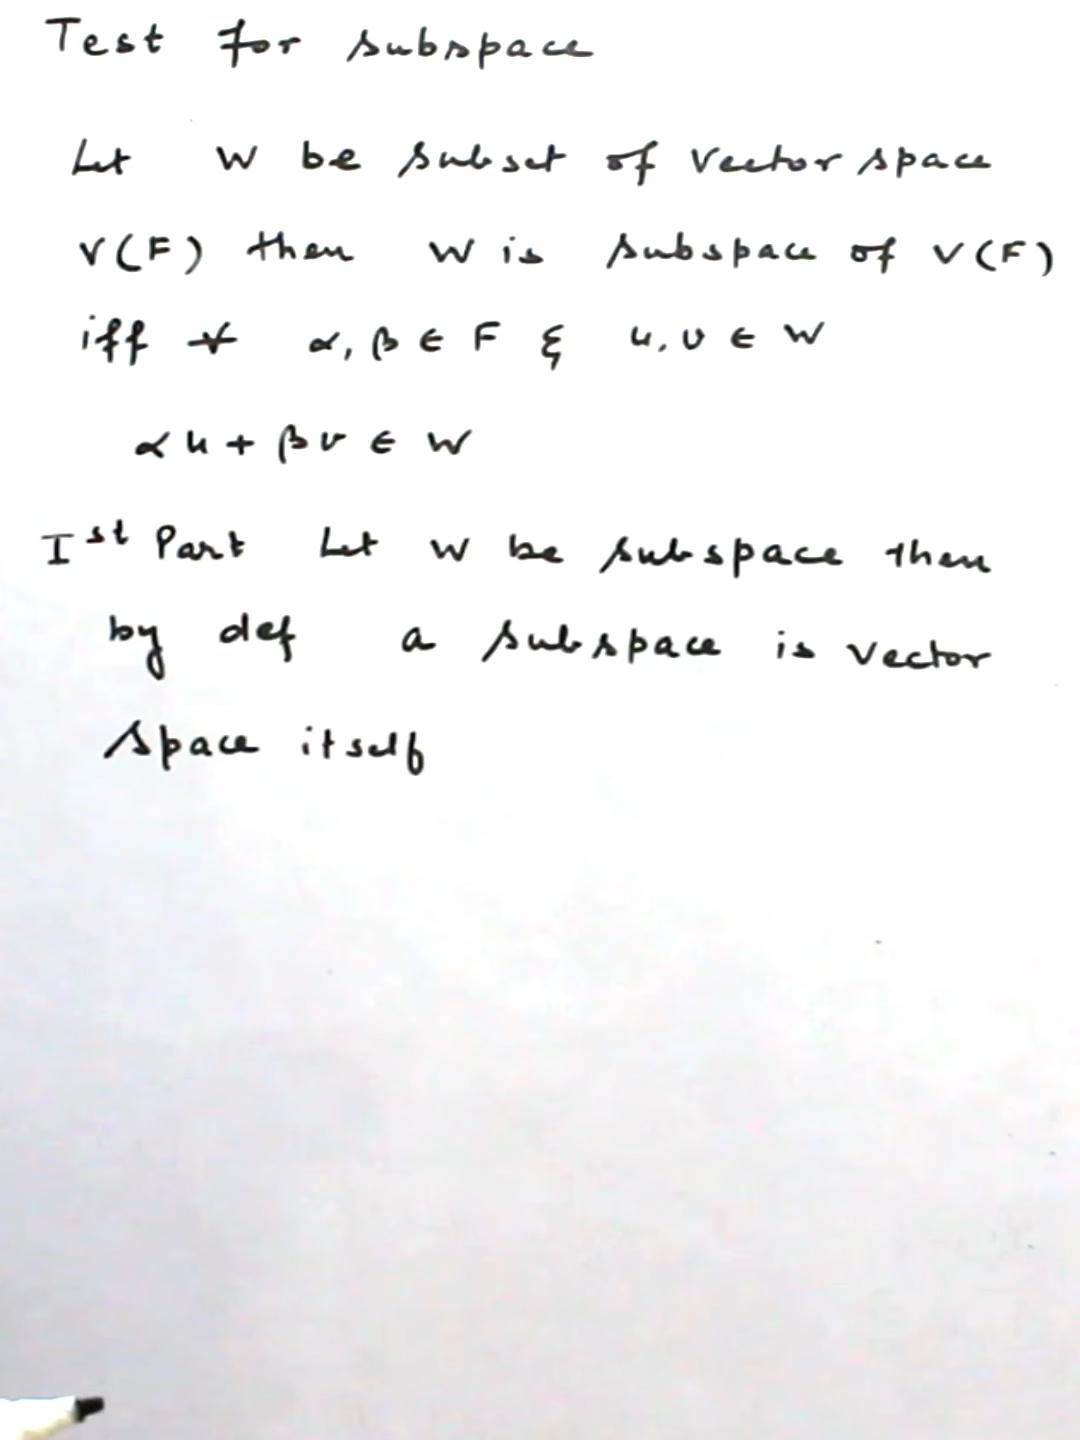 Test for subspace
Let W be subset of vector space
V(F) then W is subspace of V(F)
iff ∀ α, β ∈ F & u, v ∈ W
αu + βv ∈ W
Ist Part Let W be subspace then
by def a subspace is vector
space itself